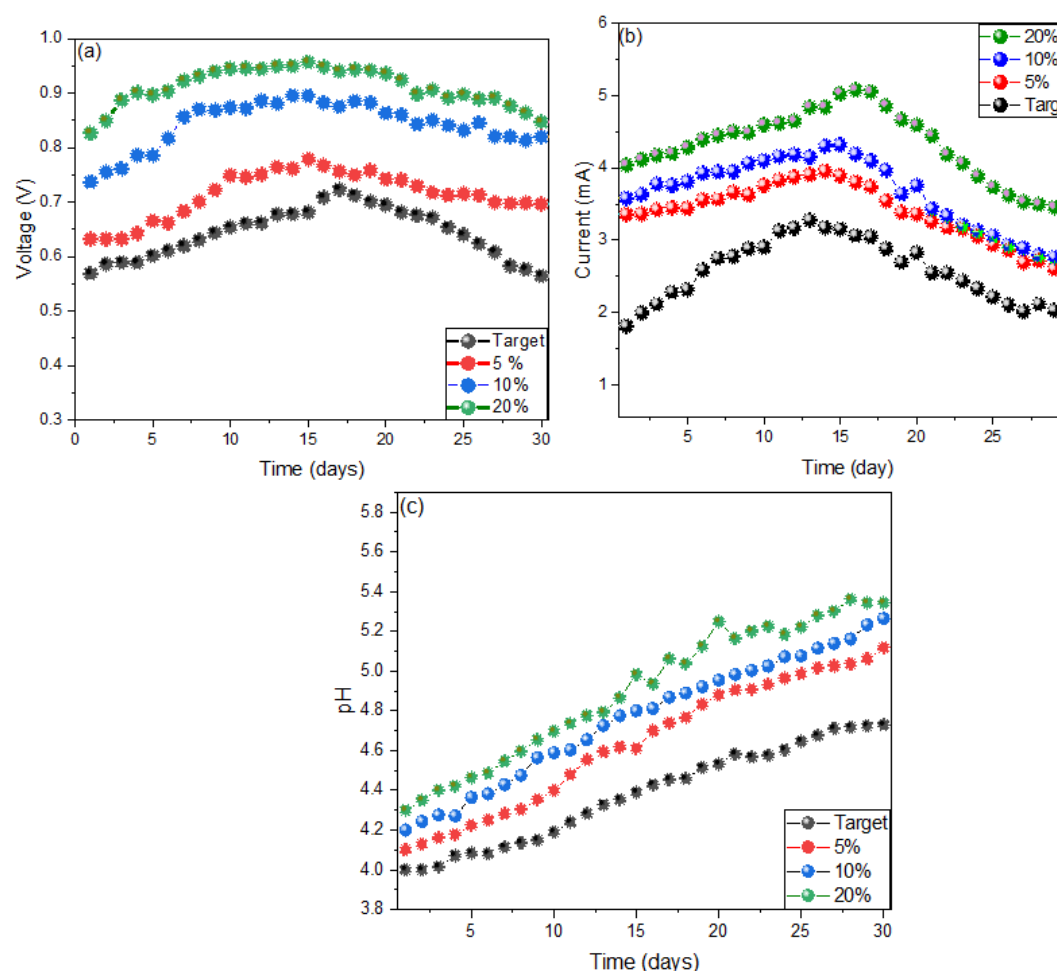 (a)
1.0
0.9
0.8
0.7
0.6
0.5
0.4
0.3
Voltage (V)
0 5 10 15 20 25 30
Time (days)
Target
5 %
10%
20%
(b)
6
5
4
3
2
1
Current (mA)
5 10 15 20 25
Time (day)
20%
10%
5%
Targ
(c)
5.8
5.6
5.4
5.2
5.0
4.8
4.6
4.4
4.2
4.0
3.8
pH
5 10 15 20 25 30
Time (days)
Target
5%
10%
20%